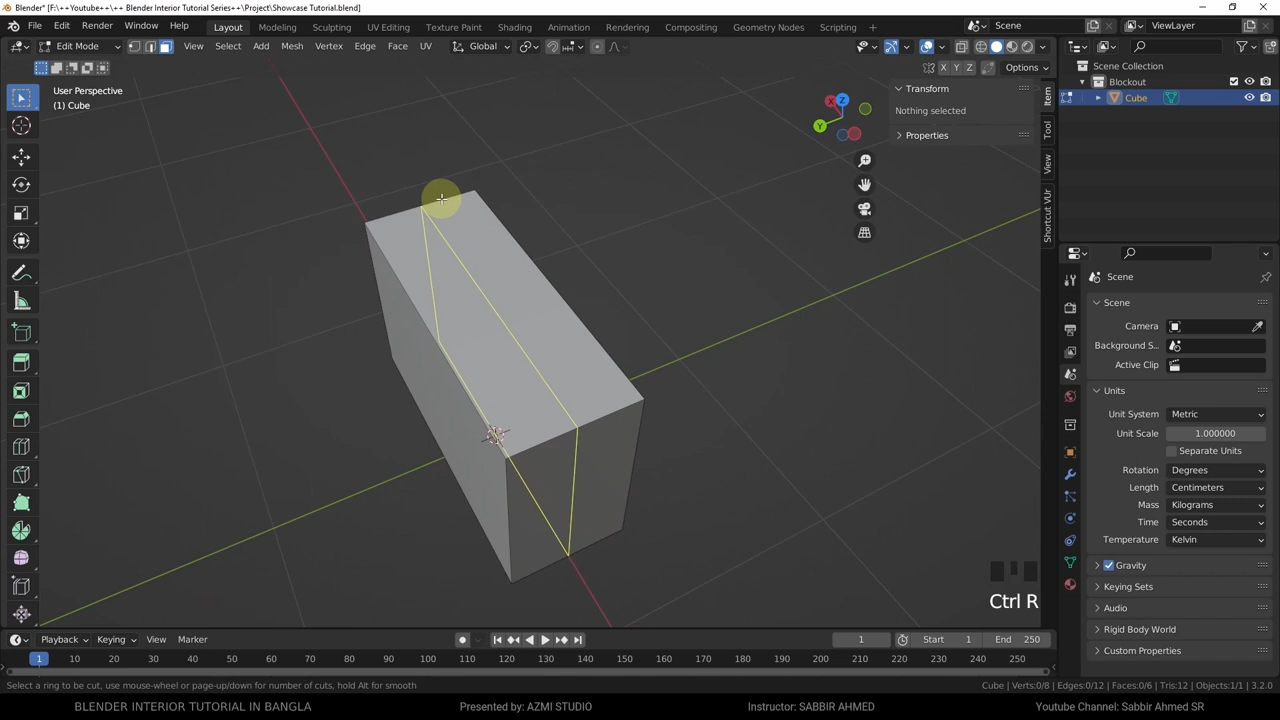 Blender* [F:\++Youtube++\++ Blender Interior Tutorial Series++\Project\Showcase Tutorial.blend]
File Edit Render Window Help Layout Modeling Sculpting UV Editing Texture Paint Shading Animation Rendering Compositing Geometry Nodes Scripting Scene ViewLayer
Edit Mode View Select Add Mesh Vertex Edge Face UV Global
X Y Z Options
User Perspective
(1) Cube
Transform
Nothing selected
Properties
Item
Tool
View
Shortcut VUr
X
Y
Z
Ctrl R
Scene Collection
Blockout
Cube
Scene
Scene
Camera
Background S...
Active Clip
Units
Unit System Metric
Unit Scale 1.000000
Separate Units
Rotation Degrees
Length Centimeters
Mass Kilograms
Time Seconds
Temperature Kelvin
Gravity
Keying Sets
Audio
Rigid Body World
Custom Properties
Playback Keying View Marker 1 Start 1 End 250
1 10 20 30 40 50 60 70 80 90 100 110 120 130 140 150 160 170 180 190 200 210 220 230 240 250
Select a ring to be cut, use mouse-wheel or page-up/down for number of cuts, hold Alt for smooth Cube | Verts:0/8 | Edges:0/12 | Faces:0/6 | Tris:12 | Objects:1/1 | 3.2.0
BLENDER INTERIOR TUTORIAL IN BANGLA Presented by: AZMI STUDIO Instructor: SABBIR AHMED Youtube Channel: Sabbir Ahmed SR